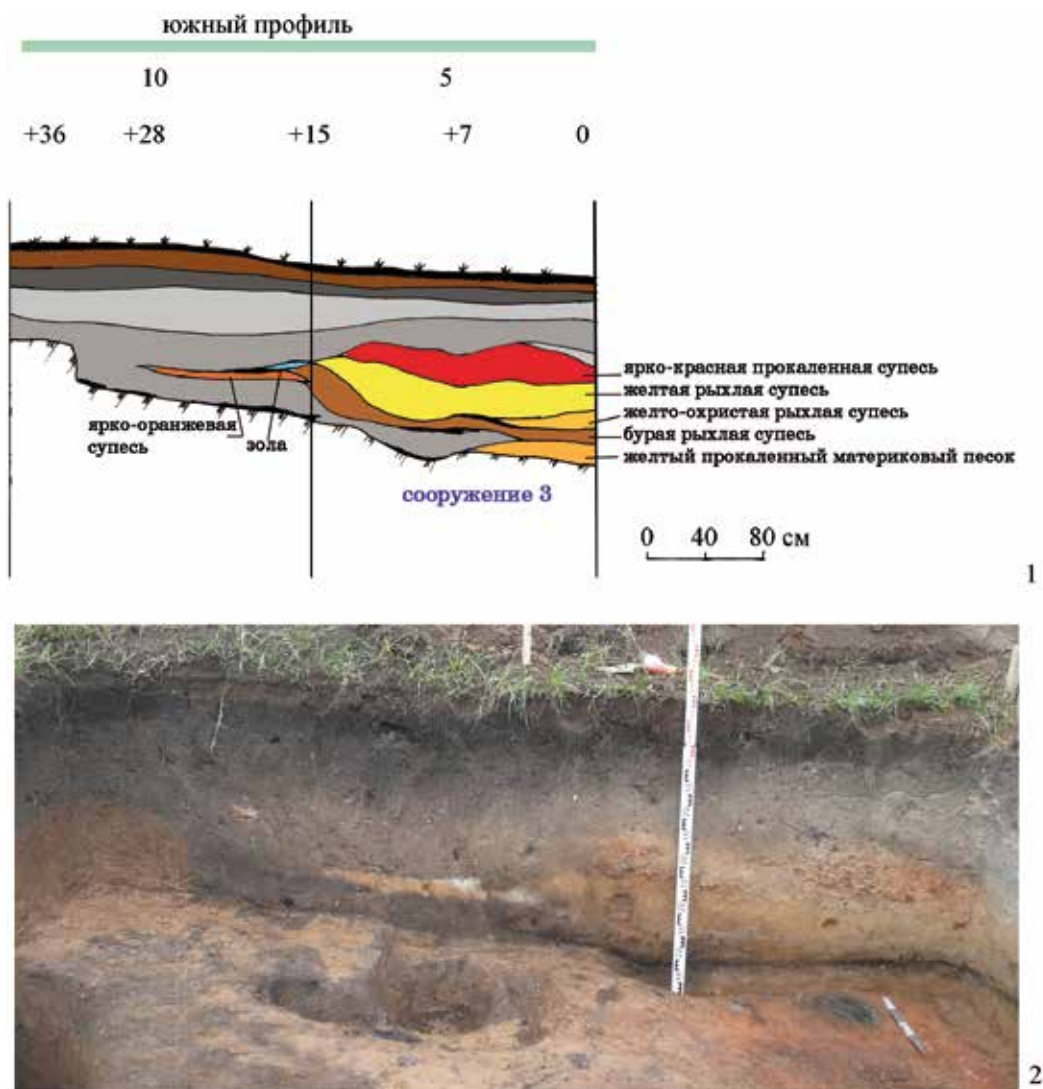 южный профиль
10 5
+36 +28 +15 +7 0
ярко-красная прокаленная супесь
желтая рыхлая супесь
желто-охристая рыхлая супесь
бурая рыхлая супесь
желтый прокаленный материковый песок
ярко-оранжевая
супесь
зола
сооружение 3
0 40 80 см
1
2